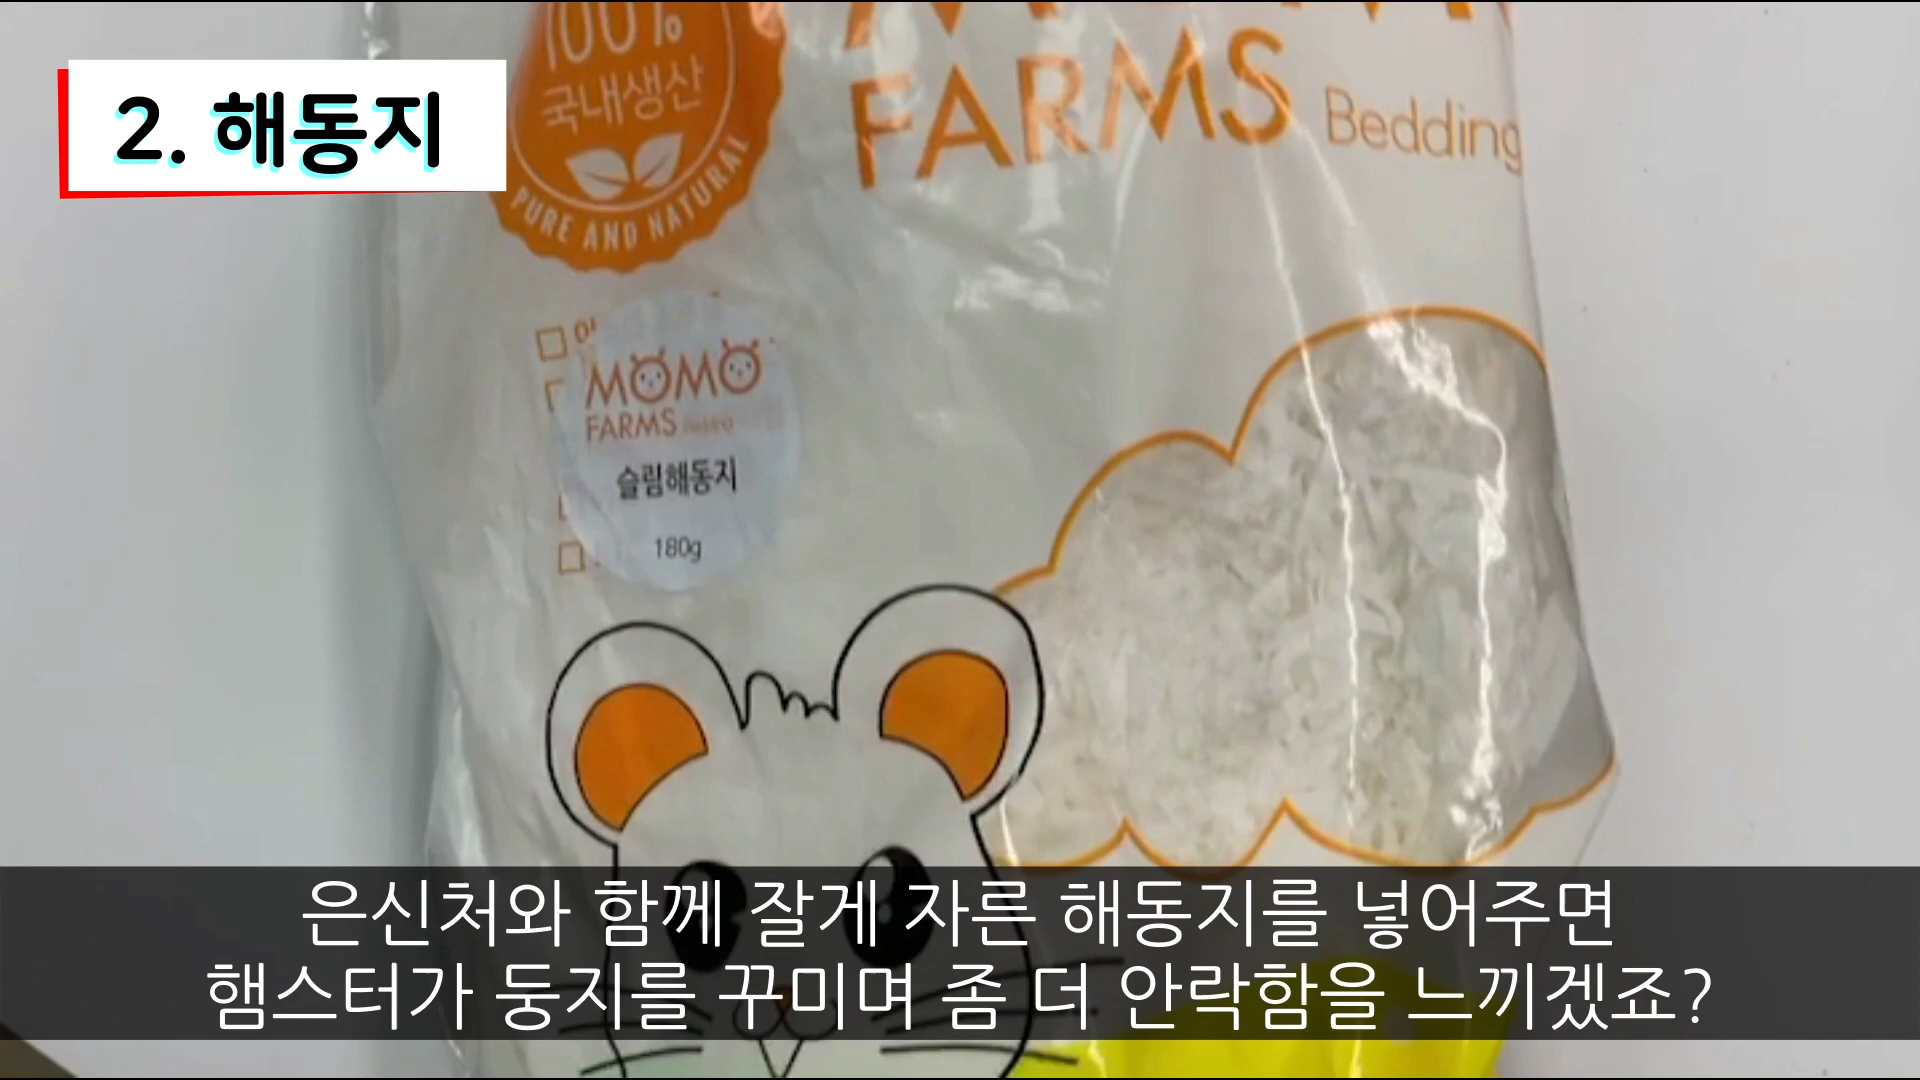 2. 해동지
100%
국내생산
PURE AND NATURAL
FARMS Bedding
MOMO
FARMS Bedding
슬림해동지
180g
은신처와 함께 잘게 자른 해동지를 넣어주면
햄스터가 둥지를 꾸미며 좀 더 안락함을 느끼겠죠?